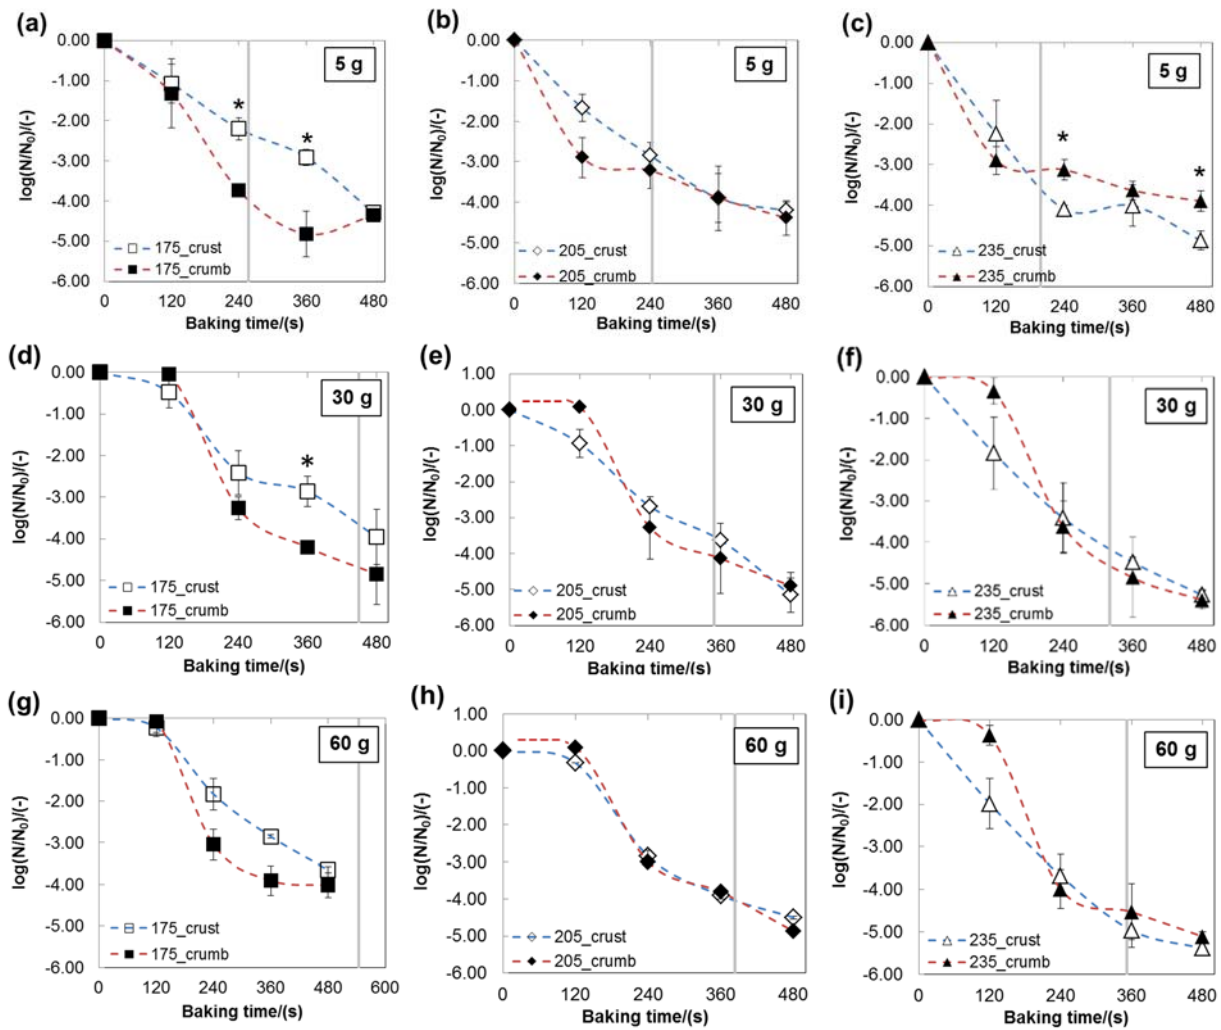 (a)
0.00
-1.00
-2.00
-3.00
-4.00
-5.00
-6.00
log(N/N0)/(-)
5 g
*
*
175_crust
175_crumb
0 120 240 360 480
Baking time/(s)
(b)
0.00
-1.00
-2.00
-3.00
-4.00
-5.00
-6.00
log(N/N0)/(-)
5 g
205_crust
205_crumb
0 120 240 360 480
Baking time/(s)
(c)
0.00
-1.00
-2.00
-3.00
-4.00
-5.00
-6.00
log(N/N0)/(-)
5 g
*
*
235_crust
235_crumb
0 120 240 360 480
Baking time/(s)
(d)
0.00
-1.00
-2.00
-3.00
-4.00
-5.00
-6.00
log(N/N0)/(-)
30 g
*
175_crust
175_crumb
0 120 240 360 480
Baking time/(s)
(e)
1.00
0.00
-1.00
-2.00
-3.00
-4.00
-5.00
-6.00
log(N/N0)/(-)
30 g
205_crust
205_crumb
0 120 240 360 480
Baking time/(s)
(f)
0.00
-1.00
-2.00
-3.00
-4.00
-5.00
-6.00
log(N/N0)/(-)
30 g
235_crust
235_crumb
0 120 240 360 480
Baking time/(s)
(g)
0.00
-1.00
-2.00
-3.00
-4.00
-5.00
-6.00
log(N/N0)/(-)
60 g
175_crust
175_crumb
0 120 240 360 480 600
Baking time/(s)
(h)
1.00
0.00
-1.00
-2.00
-3.00
-4.00
-5.00
-6.00
log(N/N0)/(-)
60 g
205_crust
205_crumb
0 120 240 360 480
Baking time/(s)
(i)
0.00
-1.00
-2.00
-3.00
-4.00
-5.00
-6.00
log(N/N0)/(-)
60 g
235_crust
235_crumb
0 120 240 360 480
Baking time/(s)